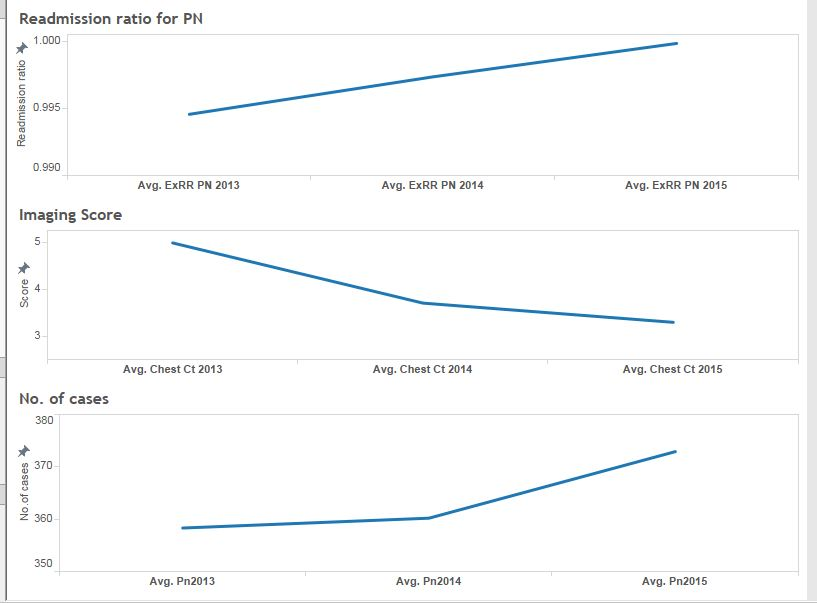 Readmission ratio for PN
1.000
0.995
0.990
Readmission ratio
Avg. ExRR PN 2013 Avg. ExRR PN 2014 Avg. ExRR PN 2015
Imaging Score
5
4
3
Score
Avg. Chest Ct 2013 Avg. Chest Ct 2014 Avg. Chest Ct 2015
No. of cases
380
370
360
350
No.of cases
Avg. Pn2013 Avg. Pn2014 Avg. Pn2015